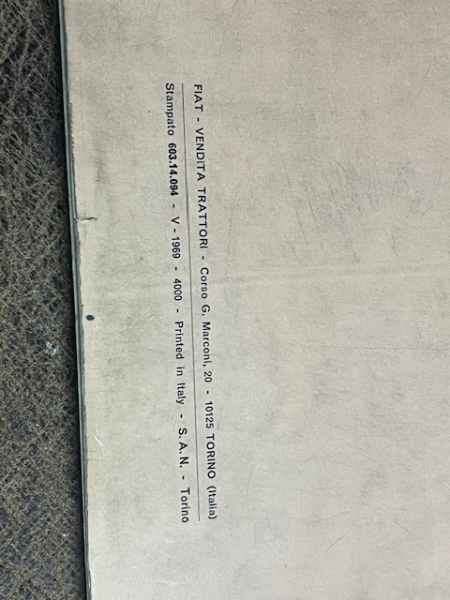 FIAT - VENDITA TRATTORI - Corso G. Marconi, 20 - 10125 TORINO (Italia)
Stampato 603.14.094 - V - 1969 - 4000 - Printed in Italy - S.A.N. - Torino